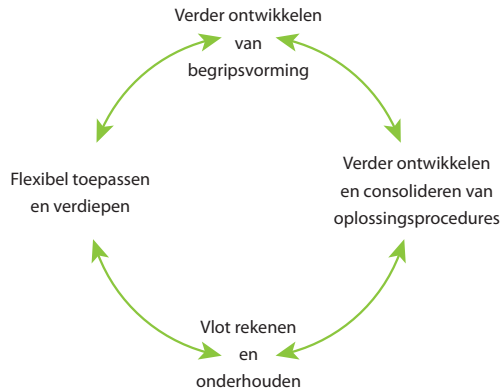 Verder ontwikkelen
van
begripsvorming
Flexibel toepassen
en verdiepen
Verder ontwikkelen
en consolideren van
oplossingsprocedures
Vlot rekenen
en
onderhouden